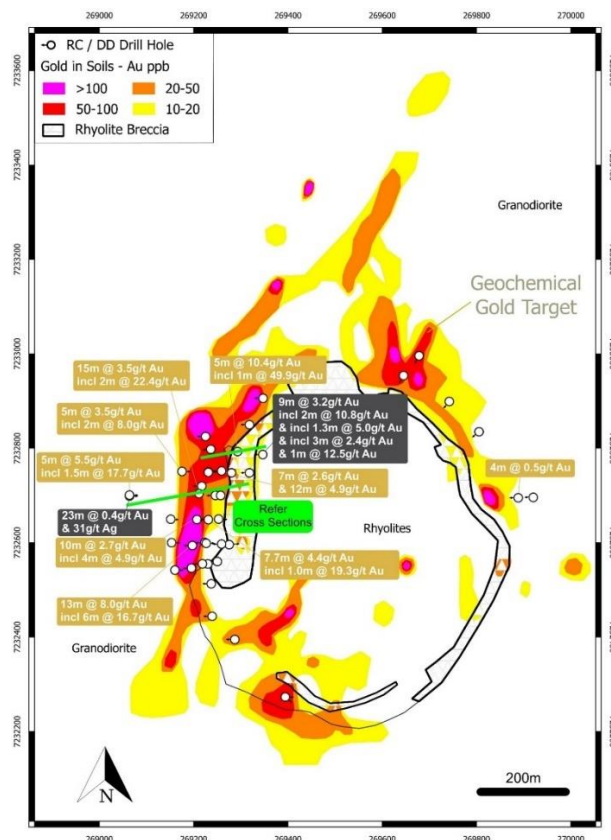 269000
269200
269400
269600
269800
270000
RC / DD Drill Hole
Gold in Soils - Au ppb
>100
20-50
50-100
10-20
Rhyolite Breccia
7233600
7233400
7233200
7233000
7232800
7232600
7232400
7232200
Granodiorite
Geochemical
Gold Target
15m @ 3.5g/t Au
incl 2m @ 22.4g/t Au
5m @ 10.4g/t Au
incl 1m @ 49.9g/t Au
5m @ 3.5g/t Au
incl 2m @ 8.0g/t Au
9m @ 3.2g/t Au
incl 2m @ 10.8g/t Au
& incl 1.3m @ 5.0g/t Au
& incl 3m @ 2.4g/t Au
& 1m @ 12.5g/t Au
5m @ 5.5g/t Au
incl 1.5m @ 17.7g/t Au
7m @ 2.6g/t Au
& 12m @ 4.9g/t Au
4m @ 0.5g/t Au
23m @ 0.4g/t Au
& 31g/t Ag
Refer
Cross Sections
Rhyolites
10m @ 2.7g/t Au
incl 4m @ 4.9g/t Au
7.7m @ 4.4g/t Au
incl 1.0m @ 19.3g/t Au
13m @ 8.0g/t Au
incl 6m @ 16.7g/t Au
Granodiorite
N
200m
269000
269200
269400
269600
269800
270000